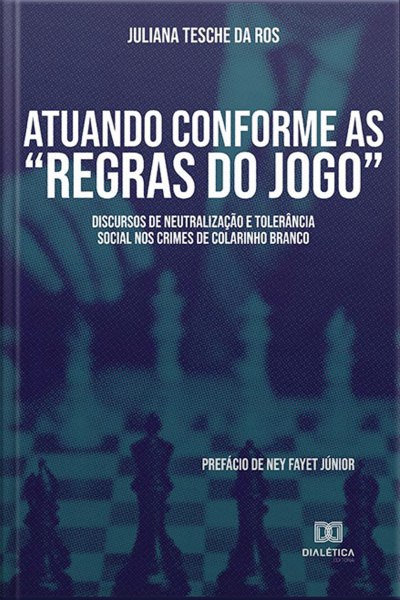 JULIANA TESCHE DA ROS
ATUANDO CONFORME AS
“REGRAS DO JOGO”
DISCURSOS DE NEUTRALIZAÇÃO E TOLERÂNCIA
SOCIAL NOS CRIMES DE COLARINHO BRANCO
PREFÁCIO DE NEY FAYET JÚNIOR
DIALÉTICA
EDITORA